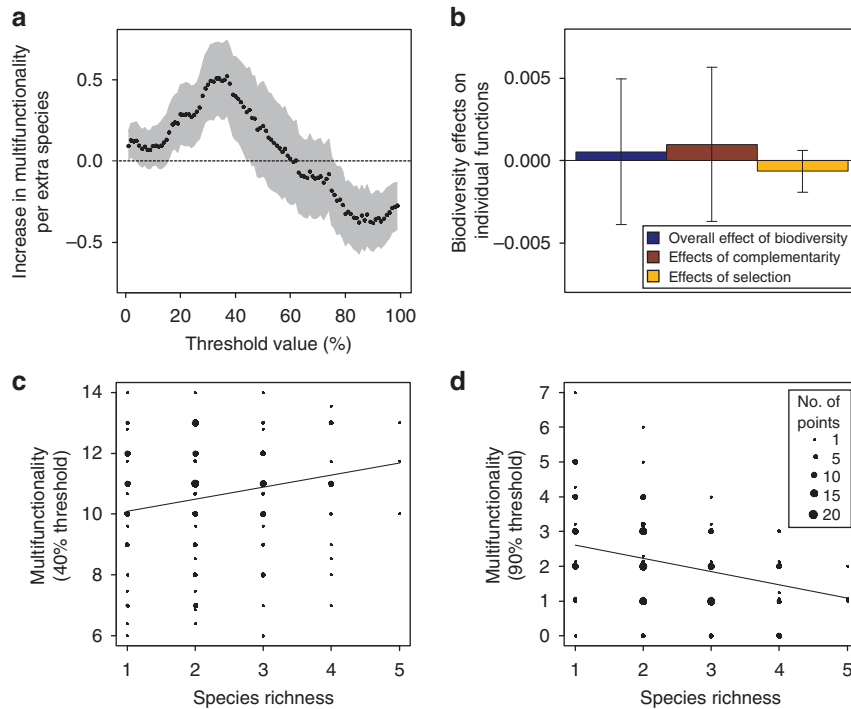 a
Increase in multifunctionality
per extra species
0.5
0.0
−0.5
0 20 40 60 80 100
Threshold value (%)
b
Biodiversity effects on
individual functions
0.005
0.000
−0.005
Overall effect of biodiversity
Effects of complementarity
Effects of selection
c
Multifunctionality
(40% threshold)
14
12
10
8
6
1 2 3 4 5
Species richness
d
Multifunctionality
(90% threshold)
7
6
5
4
3
2
1
0
No. of
points
1
5
10
15
20
1 2 3 4 5
Species richness